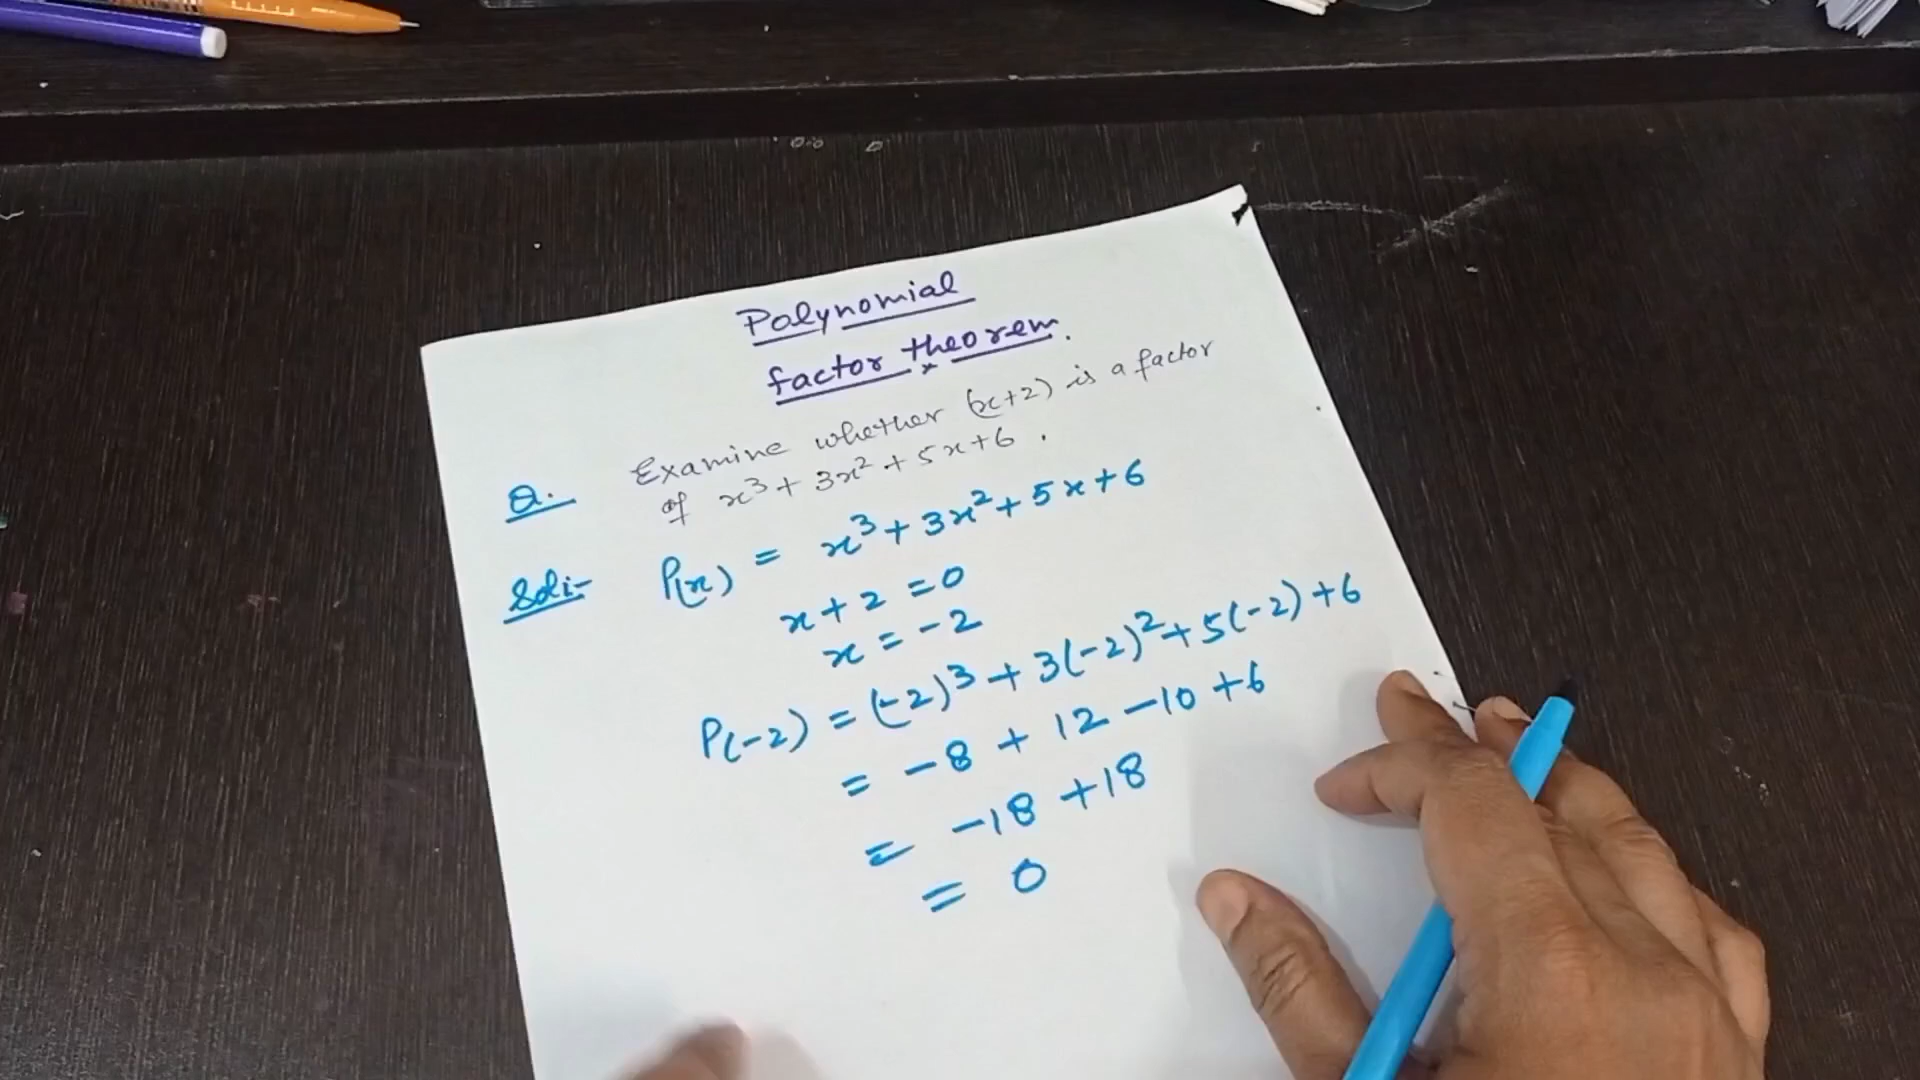 Polynomial
factor theorem.
Q. Examine whether (x+2) is a factor
of x³ + 3x² + 5x+6 .
Sol:- P(x) = x³ + 3x² + 5x+6
x + 2 = 0
x = -2
P(-2) = (-2)³ + 3(-2)² + 5(-2) + 6
= -8 + 12 -10 +6
= -18 +18
= 0